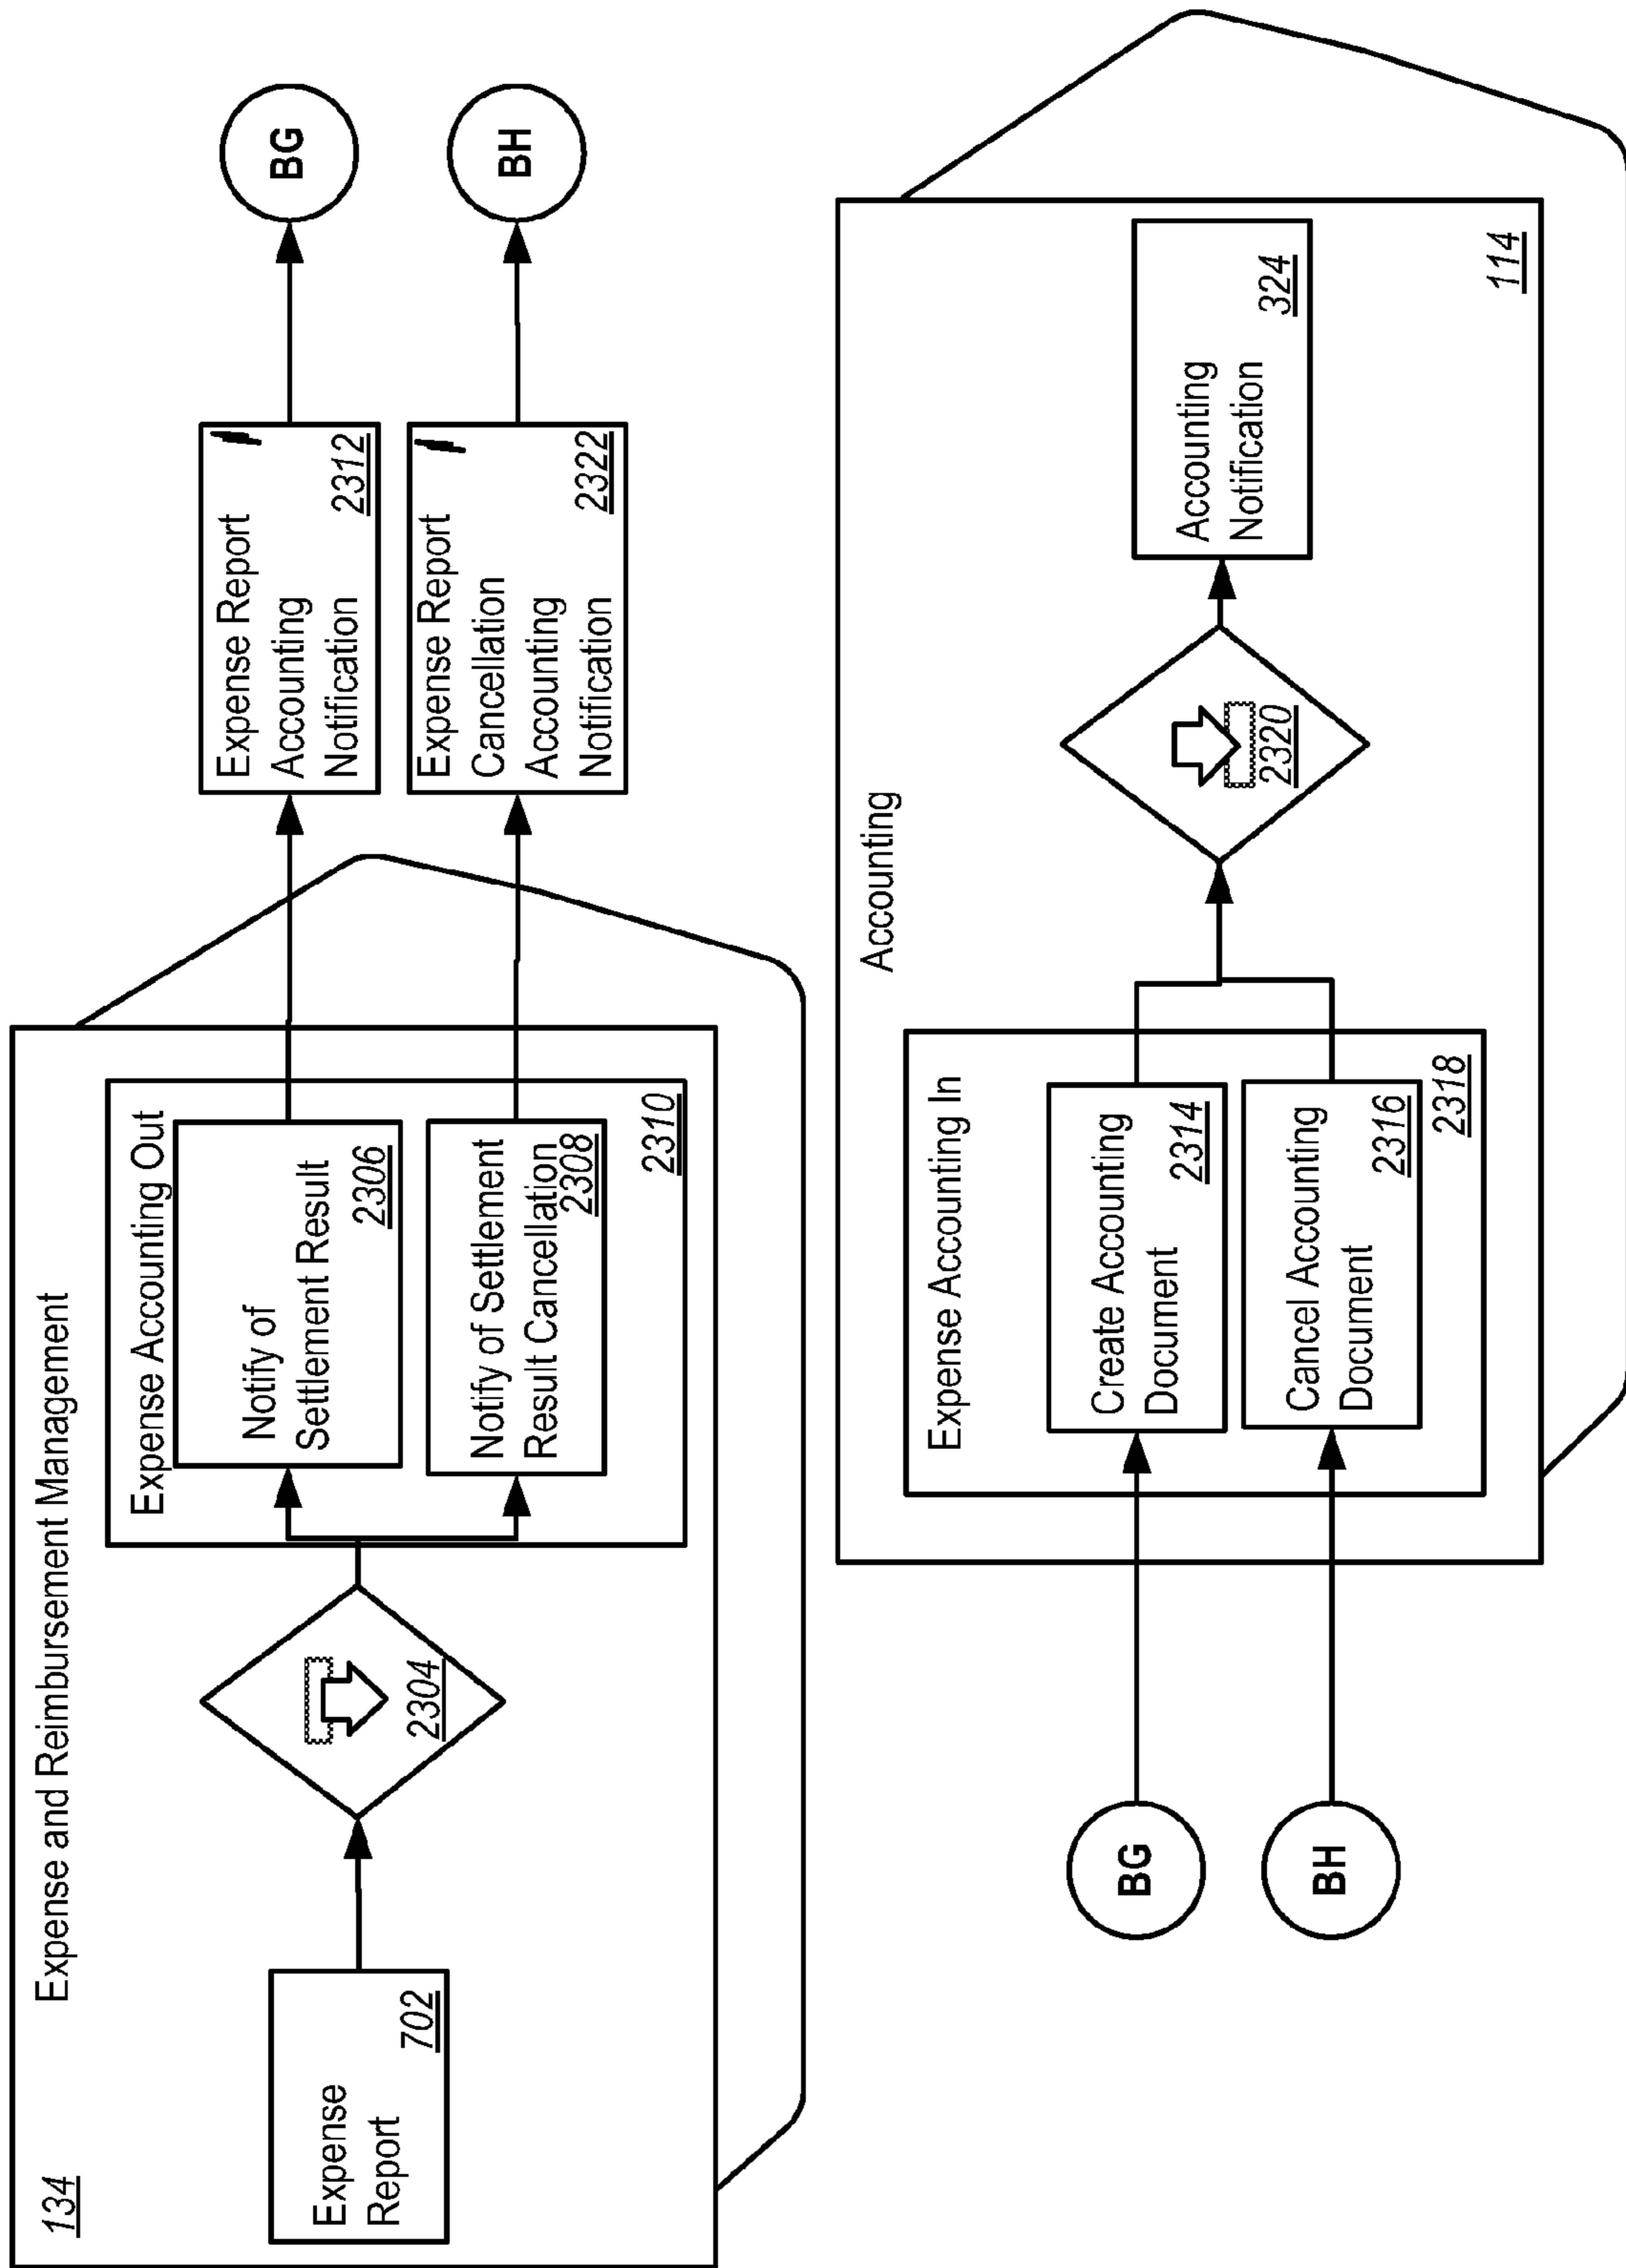 134
Expense and Reimbursement Management
Expense
Report
702
2304
Expense Accounting Out
Notify of
Settlement Result
2306
Notify of Settlement
Result Cancellation
2308
2310
Expense Report
Accounting
Notification
2312
Expense Report
Cancellation
Accounting
Notification
2322
BG
BH
BG
BH
Accounting
Expense Accounting In
Create Accounting
Document
2314
Cancel Accounting
Document
2316
2318
2320
Accounting
Notification
324
114